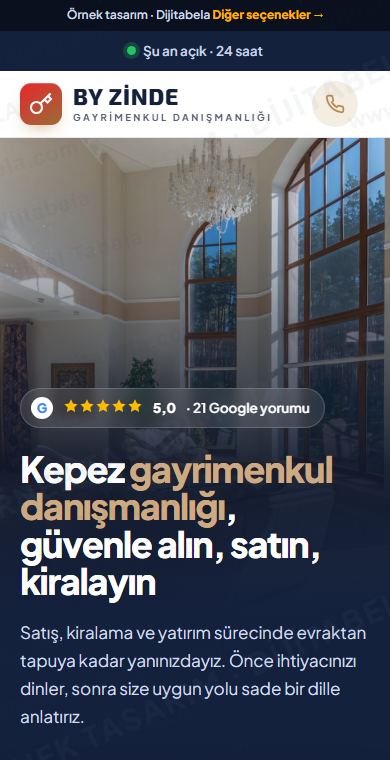 Örnek tasarım · Dijitabela Diğer seçenekler →
Şu an açık · 24 saat
BY ZİNDE
GAYRİMENKUL DANIŞMANLIĞI
G ★★★★★ 5,0 · 21 Google yorumu
Kepez gayrimenkul
danışmanlığı,
güvenle alın, satın,
kiralayın
Satış, kiralama ve yatırım sürecinde evraktan
tapuya kadar yanınızdayız. Önce ihtiyacınızı
dinler, sonra size uygun yolu sade bir dille
anlatırız.